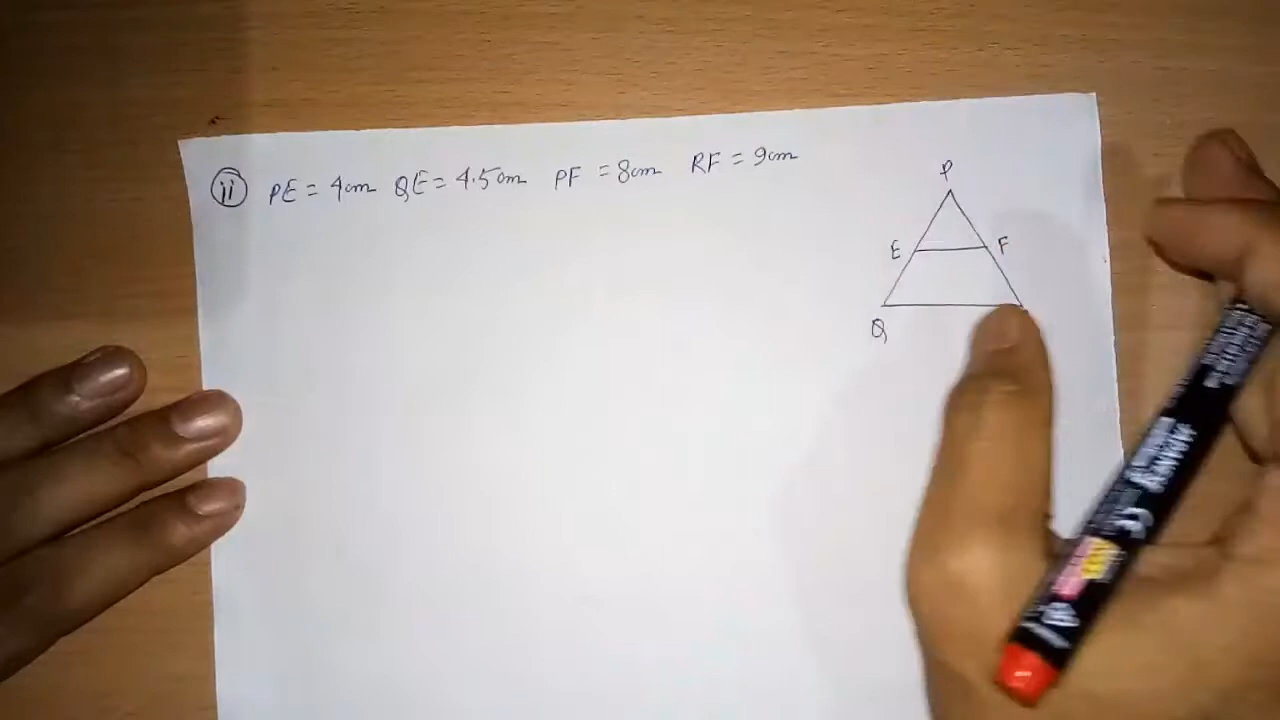 ii PE = 4cm QE = 4.5cm PF = 8cm RF = 9cm
P
E F
Q